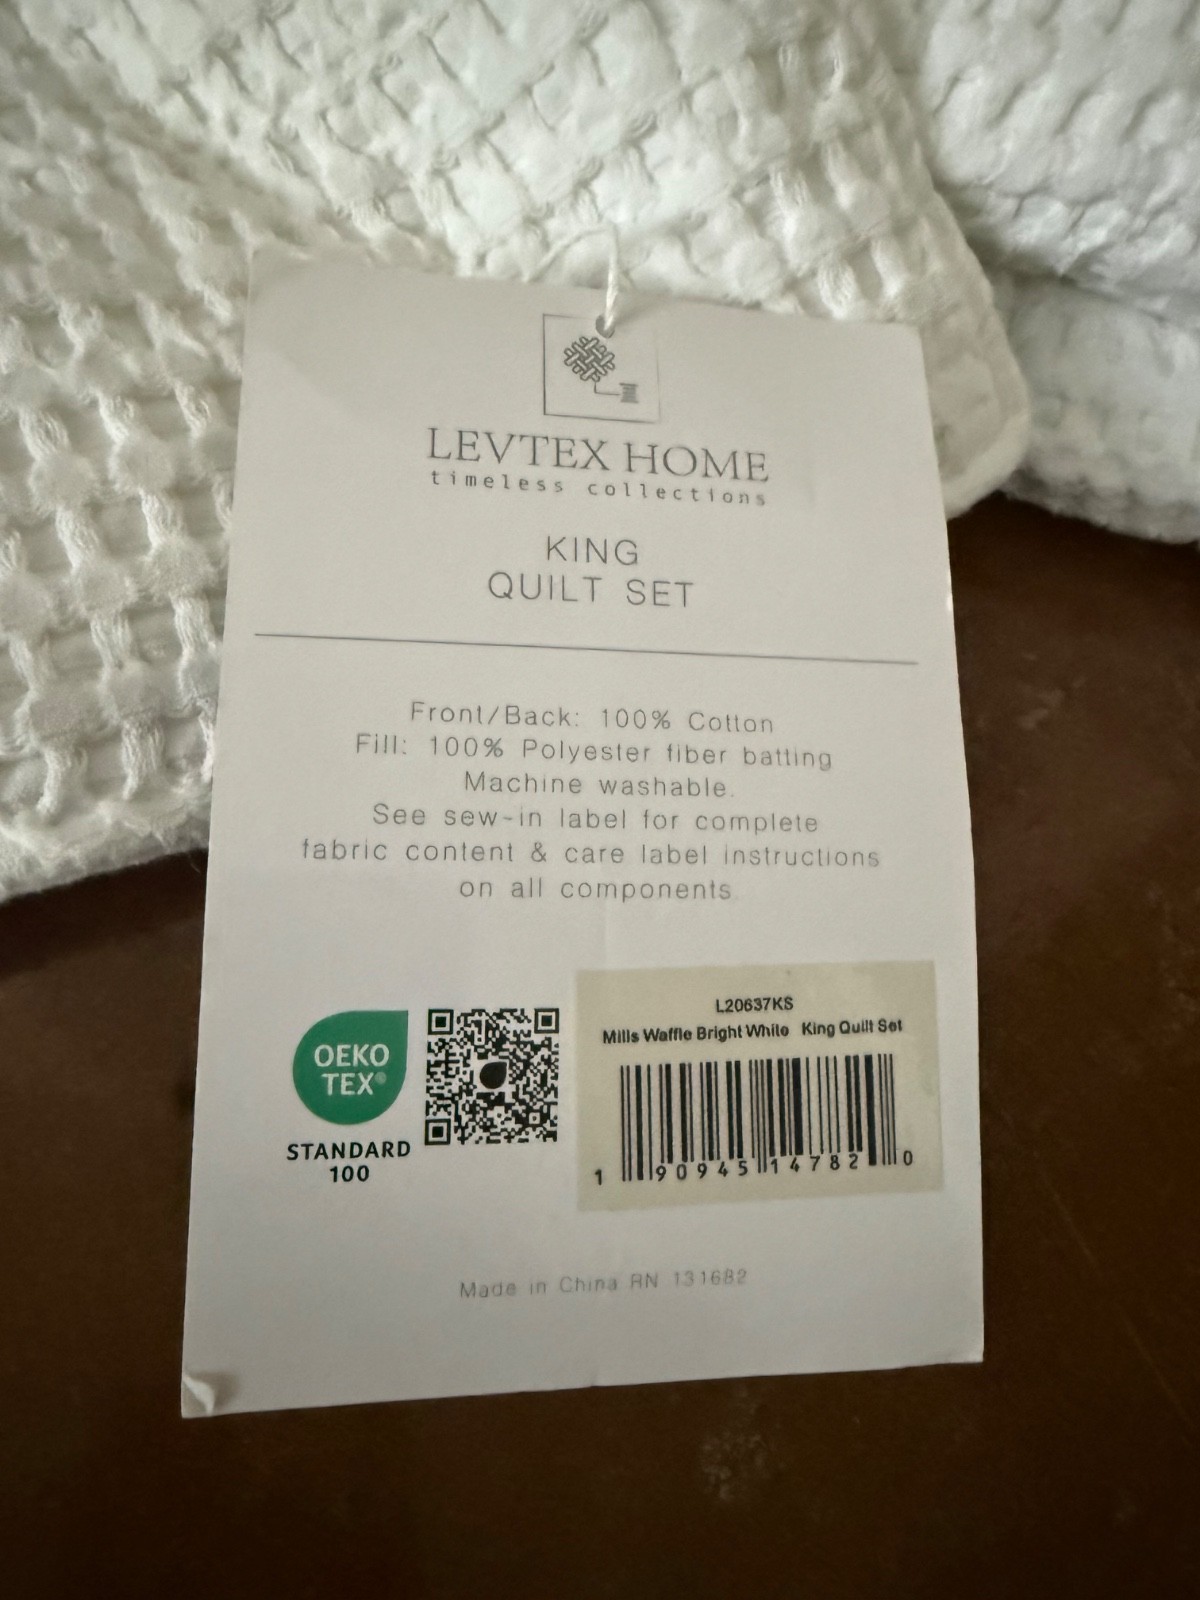 LEVTEX HOME
timeless collections
KING
QUILT SET
Front/Back: 100% Cotton
Fill: 100% Polyester fiber batting
Machine washable.
See sew-in label for complete
fabric content & care label instructions
on all components.
OEKO
TEX®
STANDARD
100
L20637KS
Mills Waffle Bright White King Quilt Set
1 90945 14782 0
Made in China RN 131682